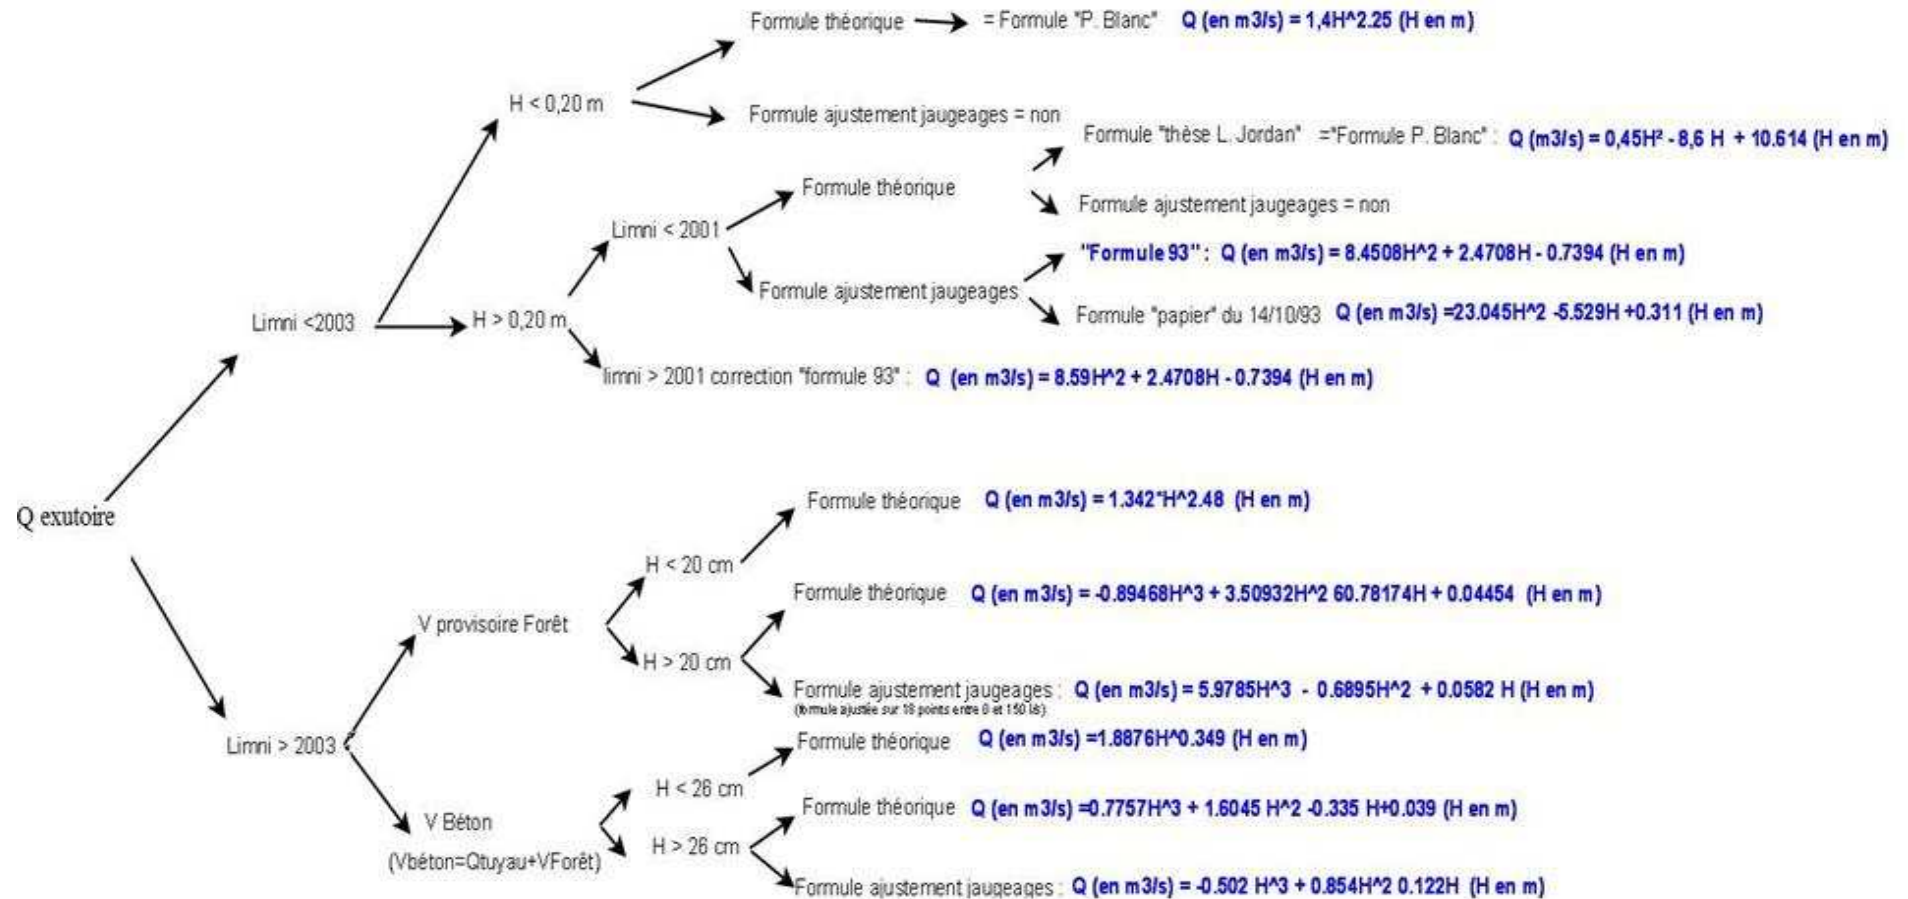 Formule théorique = Formule "P. Blanc" Q (en m3/s) = 1,4H^2.25 (H en m)
H < 0,20 m
Formule ajustement jaugeages = non
Formule "thèse L. Jordan" ="Formule P. Blanc" : Q (m3/s) = 0,45H² - 8,6 H + 10.614 (H en m)
Formule théorique
Formule ajustement jaugeages = non
Limni < 2001
"Formule 93" : Q (en m3/s) = 8.4508H^2 + 2.4708H - 0.7394 (H en m)
Formule ajustement jaugeages
Formule "papier" du 14/10/93 Q (en m3/s) =23.045H^2 -5.529H +0.311 (H en m)
Limni <2003
H > 0,20 m
limni > 2001 correction "formule 93" : Q (en m3/s) = 8.59H^2 + 2.4708H - 0.7394 (H en m)
Q exutoire
Formule théorique Q (en m3/s) = 1.342*H^2.48 (H en m)
H < 20 cm
Formule théorique Q (en m3/s) = -0.89468H^3 + 3.50932H^2 60.78174H + 0.04454 (H en m)
V provisoire Forêt
H > 20 cm
Formule ajustement jaugeages : Q (en m3/s) = 5.9785H^3 - 0.6895H^2 + 0.0582 H (H en m)
(formule ajustée sur 18 points entre 0 et 150 l/s)
Limni > 2003
Formule théorique Q (en m3/s) =1.8876H^0.349 (H en m)
H < 26 cm
Formule théorique Q (en m3/s) =0.7757H^3 + 1.6045 H^2 -0.335 H+0.039 (H en m)
V Béton
(Vbéton=Qtuyau+VForêt)
H > 26 cm
Formule ajustement jaugeages : Q (en m3/s) = -0.502 H^3 + 0.854H^2 0.122H (H en m)